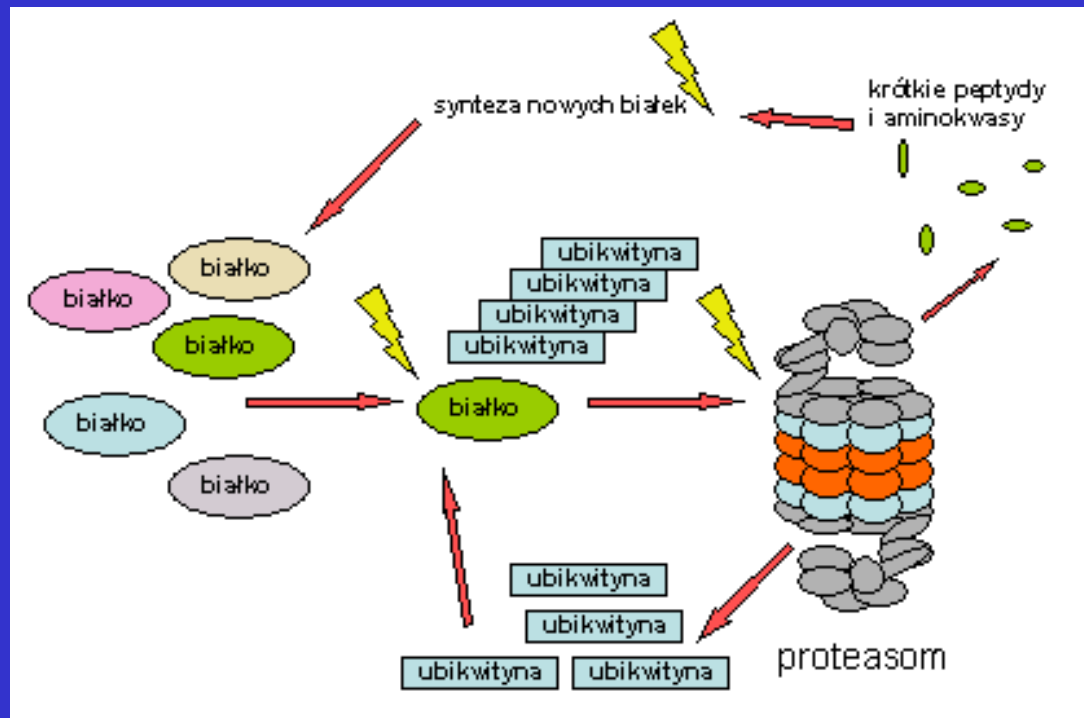 synteza nowych białek
krótkie peptydy
i aminokwasy
białko
białko
białko
białko
białko
ubikwityna
ubikwityna
ubikwityna
ubikwityna
białko
ubikwityna
ubikwityna
ubikwityna
ubikwityna
proteasom